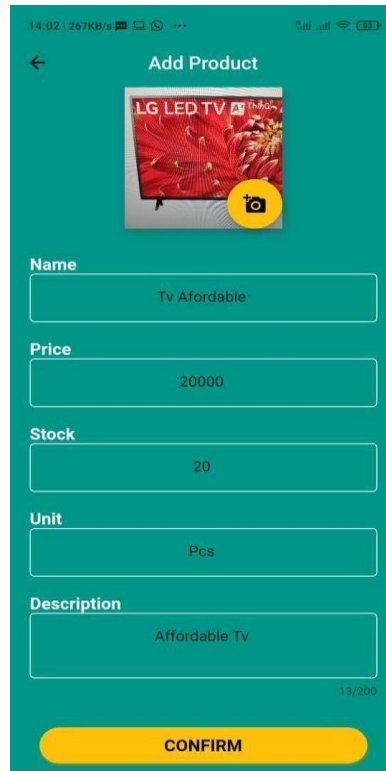 14:02 | 267KB/s
Add Product
LG LED TV AI ThinQ
Name
Tv Afordable
Price
20000
Stock
20
Unit
Pcs
Description
Affordable Tv
13/200
CONFIRM